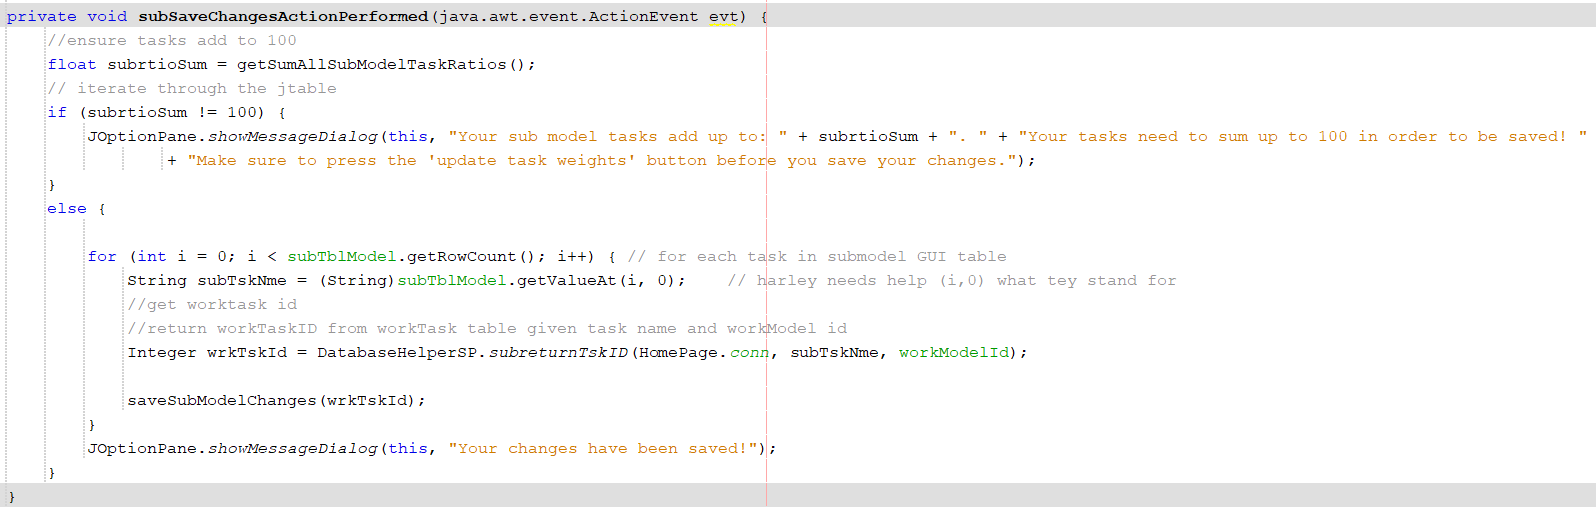 private void subSaveChangesActionPerformed(java.awt.event.ActionEvent evt) {
//ensure tasks add to 100
float subrtioSum = getSumAllSubModelTaskRatios();
// iterate through the jtable
if (subrtioSum != 100) {
JOptionPane.showMessageDialog(this, "Your sub model tasks add up to: " + subrtioSum + ". " + "Your tasks need to sum up to 100 in order to be saved! "
+ "Make sure to press the 'update task weights' button before you save your changes.");
}
else {
for (int i = 0; i < subTblModel.getRowCount(); i++) { // for each task in submodel GUI table
String subTskNme = (String)subTblModel.getValueAt(i, 0); // harley needs help (i,0) what tey stand for
//get worktask id
//return workTaskID from workTask table given task name and workModel id
Integer wrkTskId = DatabaseHelperSP.subreturnTskID(HomePage.conn, subTskNme, workModelId);
saveSubModelChanges(wrkTskId);
}
JOptionPane.showMessageDialog(this, "Your changes have been saved!");
}
}